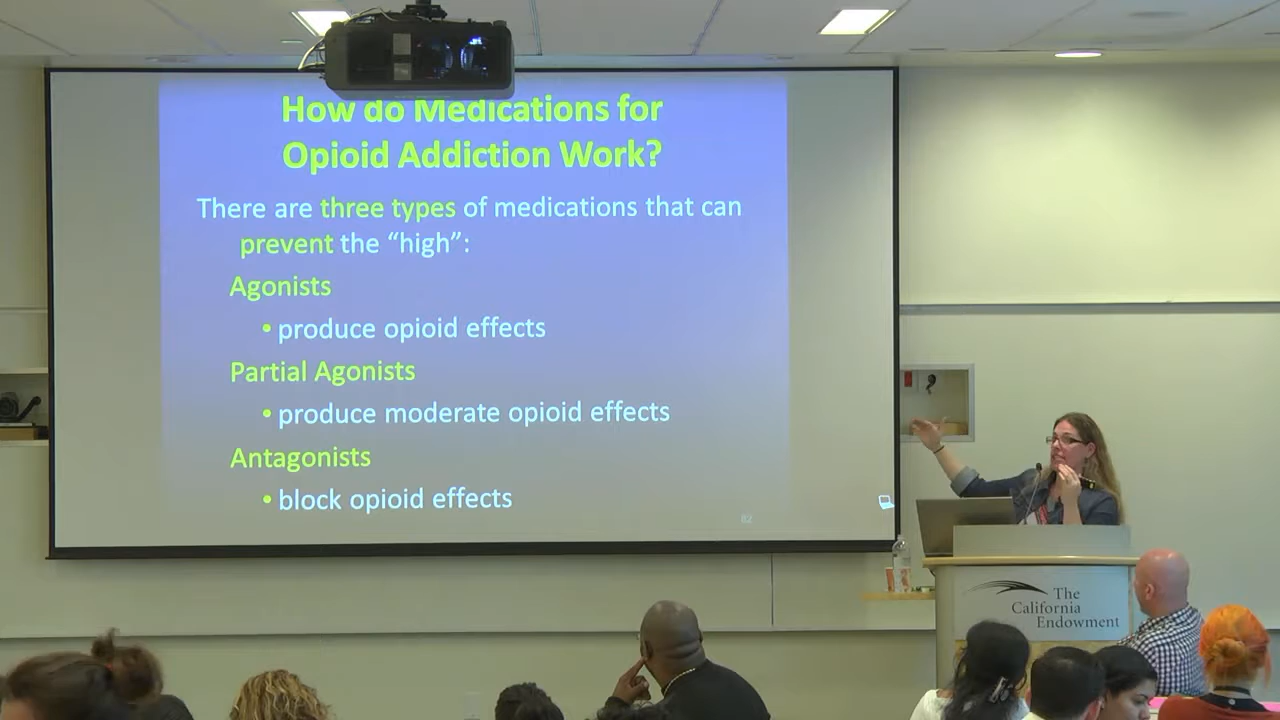 How do Medications for
Opioid Addiction Work?
There are three types of medications that can
prevent the “high”:
Agonists
• produce opioid effects
Partial Agonists
• produce moderate opioid effects
Antagonists
• block opioid effects
82
The
California
Endowment